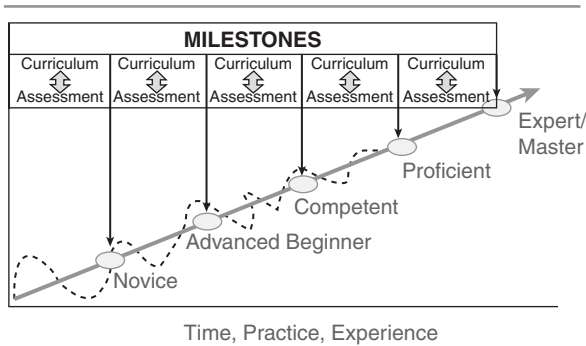 MILESTONES
Curriculum Curriculum Curriculum Curriculum Curriculum
Assessment Assessment Assessment Assessment Assessment
Expert/
Master
Proficient
Competent
Advanced Beginner
Novice
Time, Practice, Experience